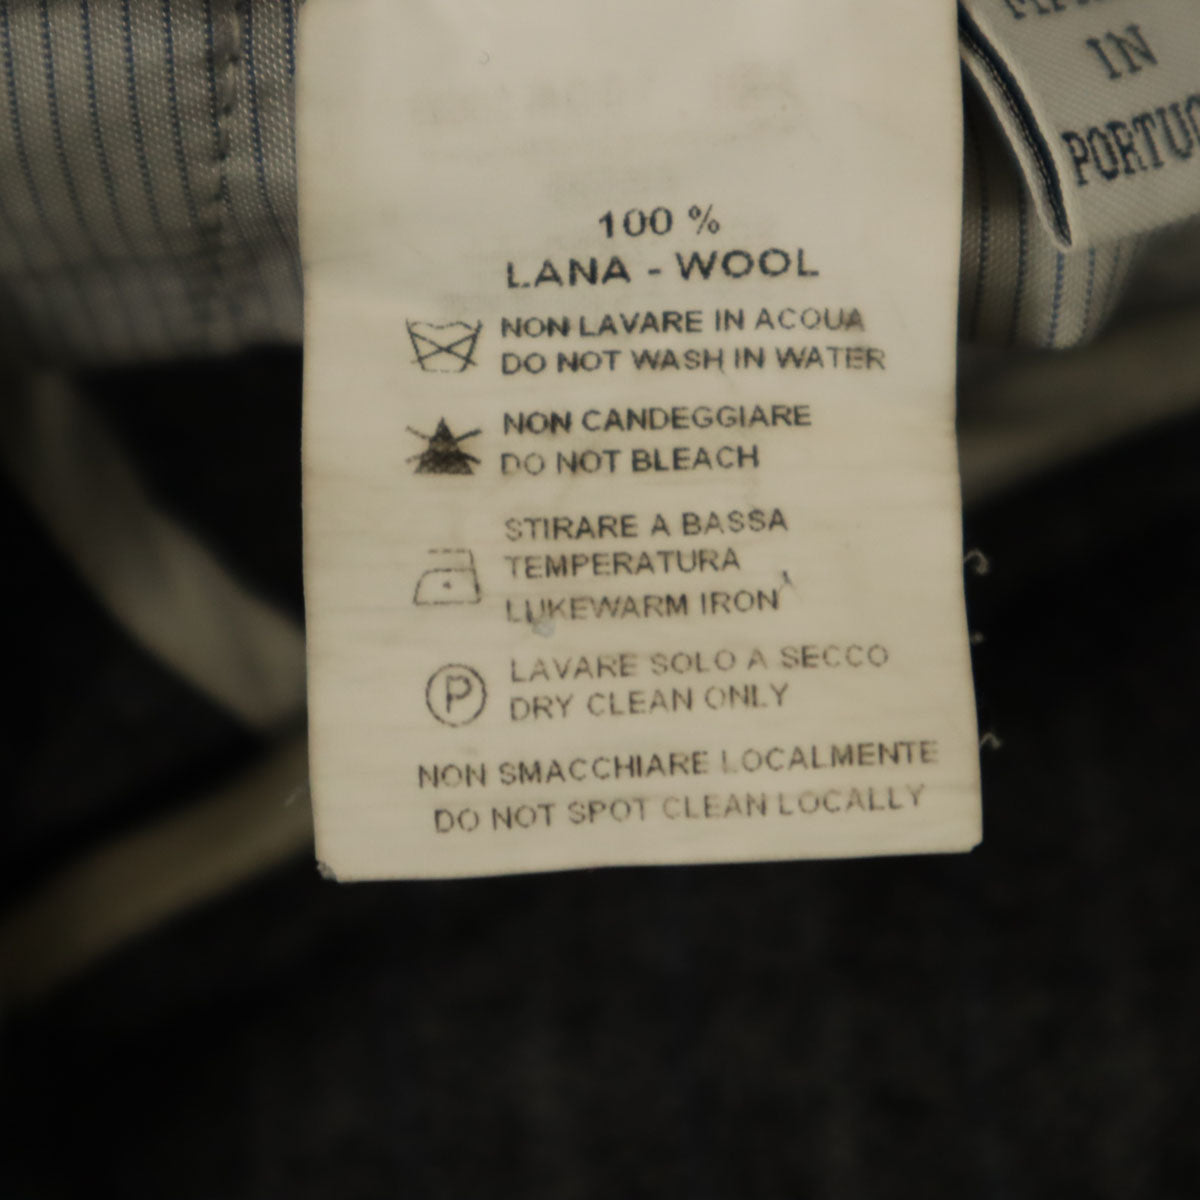 IN
100 %
LANA - WOOL
NON LAVARE IN ACQUA
DO NOT WASH IN WATER
NON CANDEGGIARE
DO NOT BLEACH
STIRARE A BASSA
TEMPERATURA
LUKEWARM IRON
P
LAVARE SOLO A SECCO
DRY CLEAN ONLY
NON SMACCHIARE LOCALMENTE
DO NOT SPOT CLEAN LOCALLY